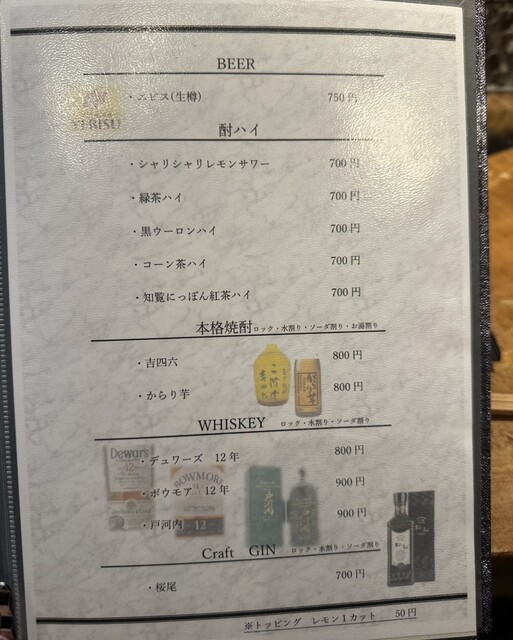 BEER
・エビス(生樽) 750円
YEBISU
酎ハイ
・シャリシャリレモンサワー 700円
・緑茶ハイ 700円
・黒ウーロンハイ 700円
・コーン茶ハイ 700円
・知覧にっぽん紅茶ハイ 700円
本格焼酎 ロック・水割り・ソーダ割り・お湯割り
・吉四六 800円
・からり芋 800円
WHISKEY ロック・水割り・ソーダ割り
Dewar's
12
・デュワーズ 12年 800円
BOWMORE
12
・ボウモア 12年 900円
・戸河内 900円
Craft GIN ロック・水割り・ソーダ割り
・桜尾 700円
※トッピング レモン1カット 50円